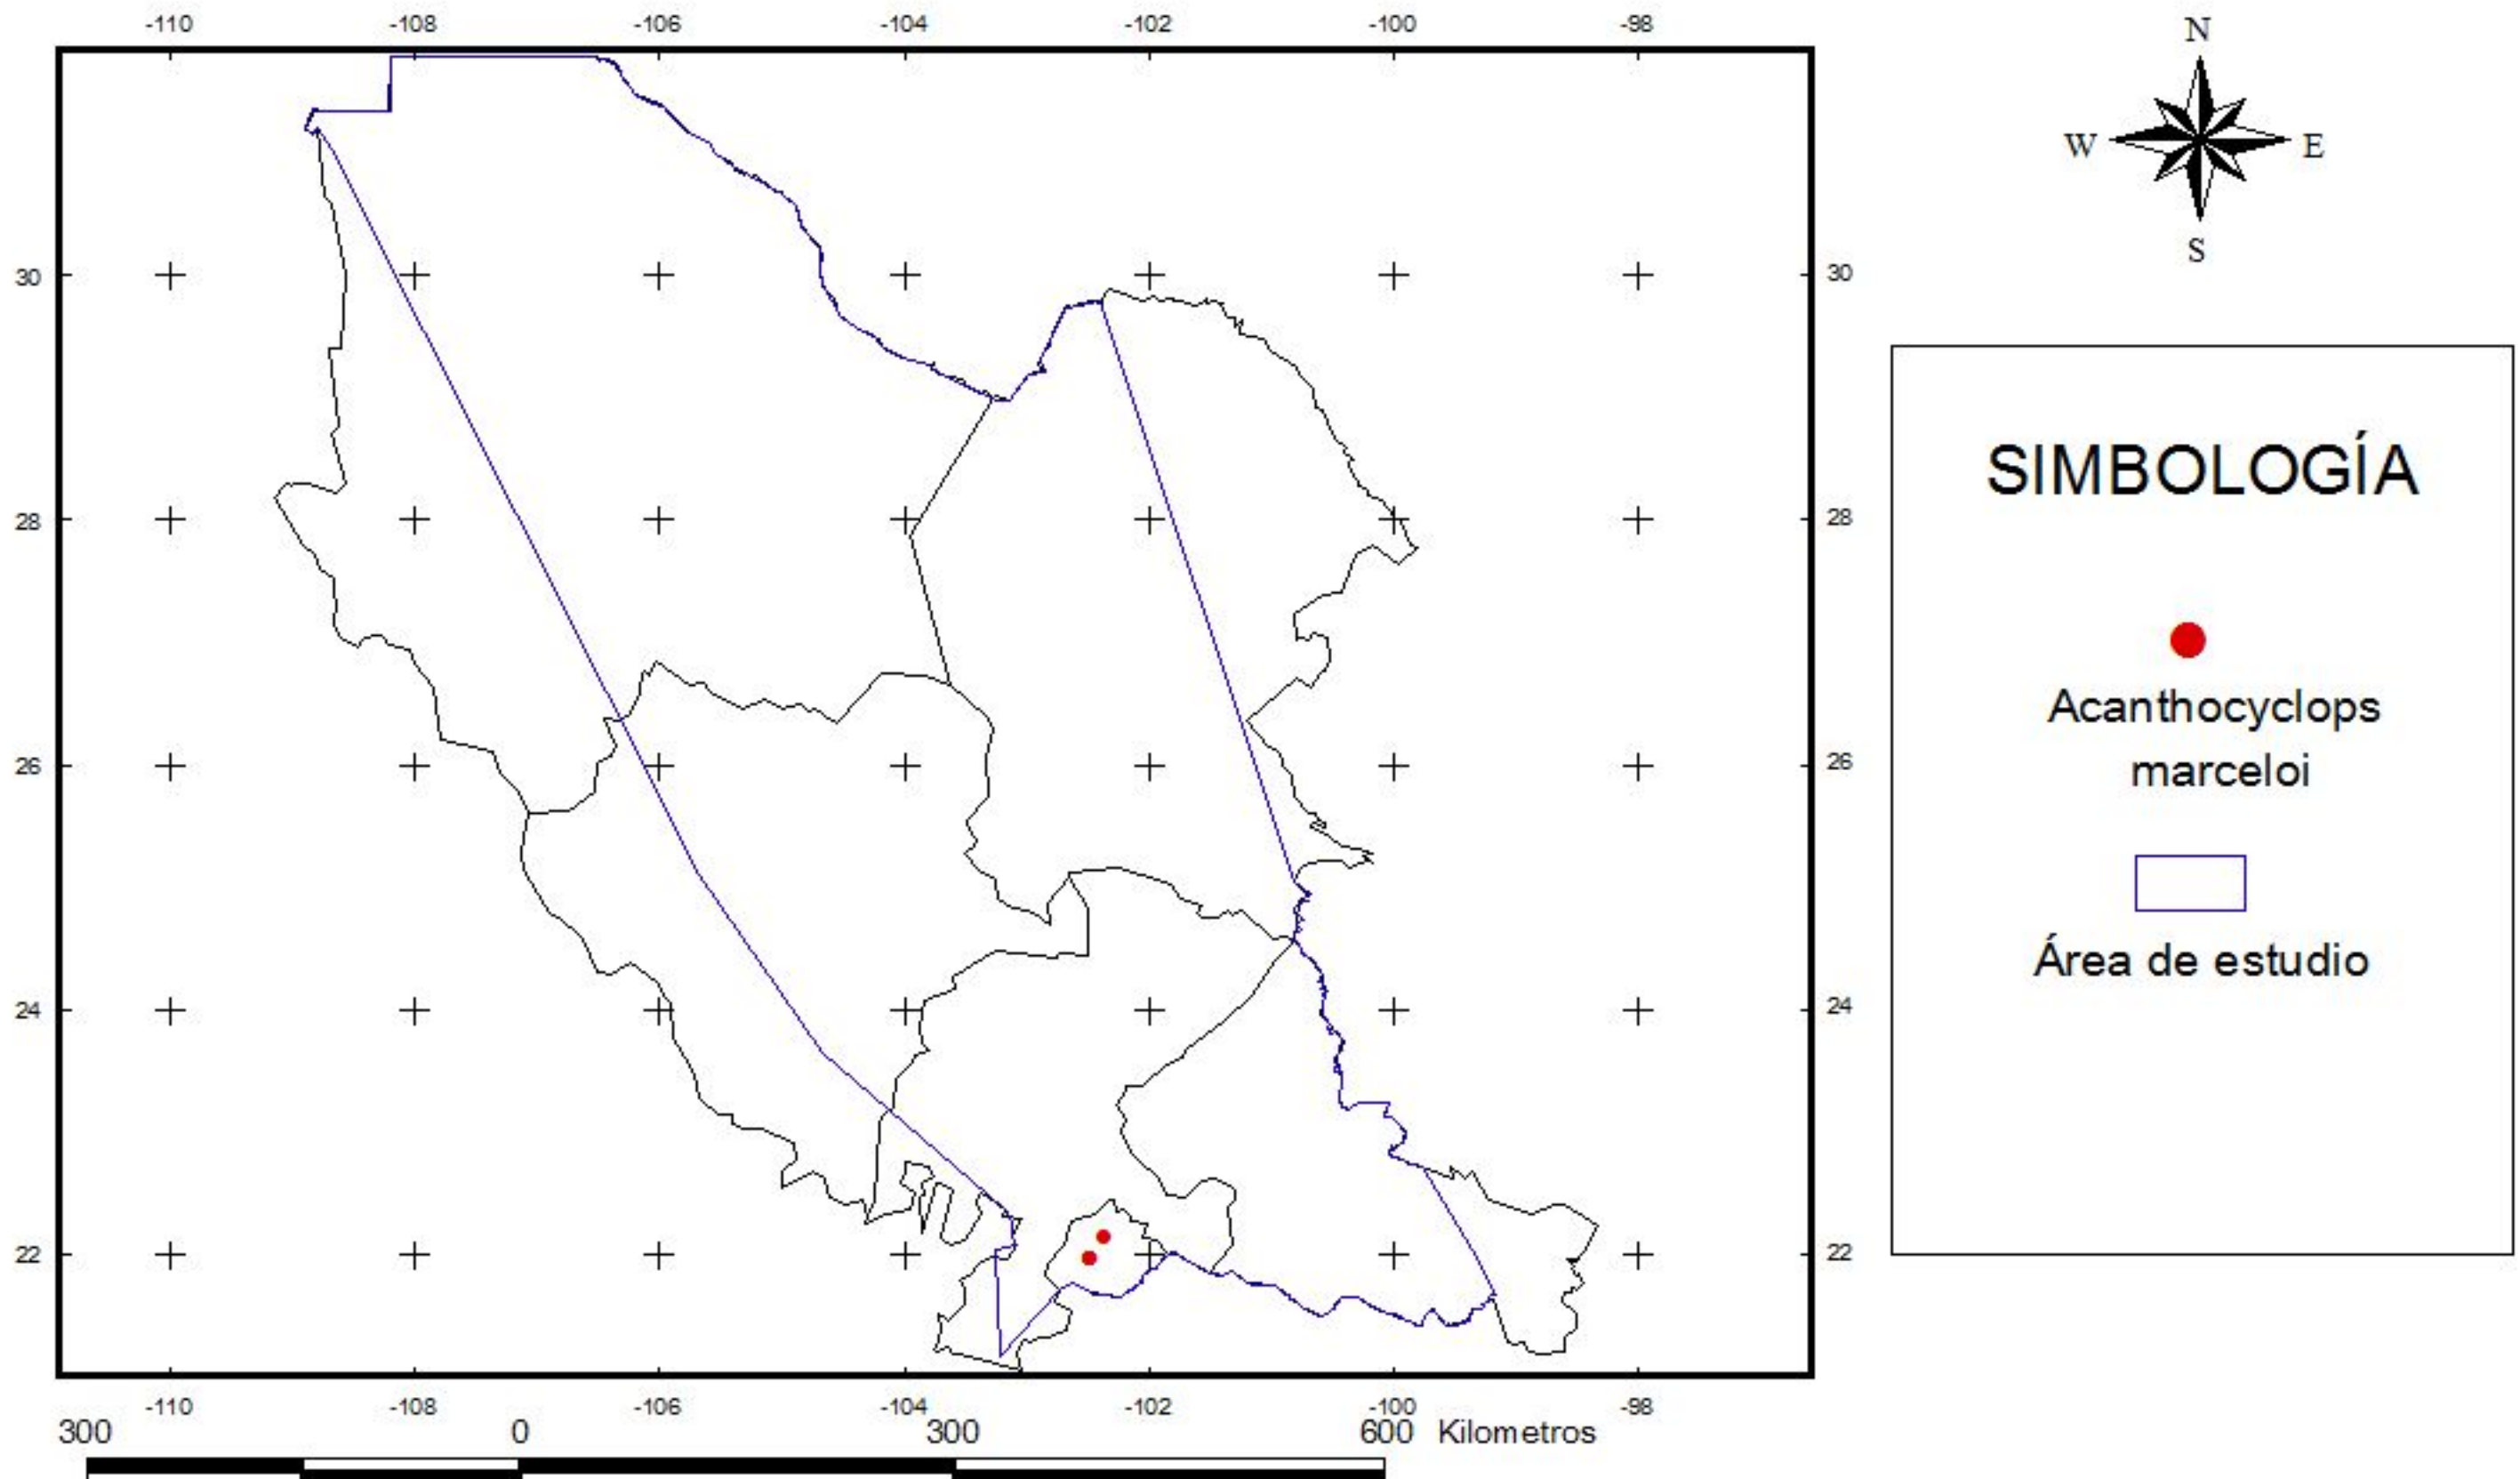 -110 -108 -106 -104 -102 -100 -98
N
W E
S
30 30
28 28
26 26
24 24
22 22
-110 -108 -106 -104 -102 -100 -98
300 0 300 600 Kilometros
SIMBOLOGÍA
Acanthocyclops
marceloi
Área de estudio